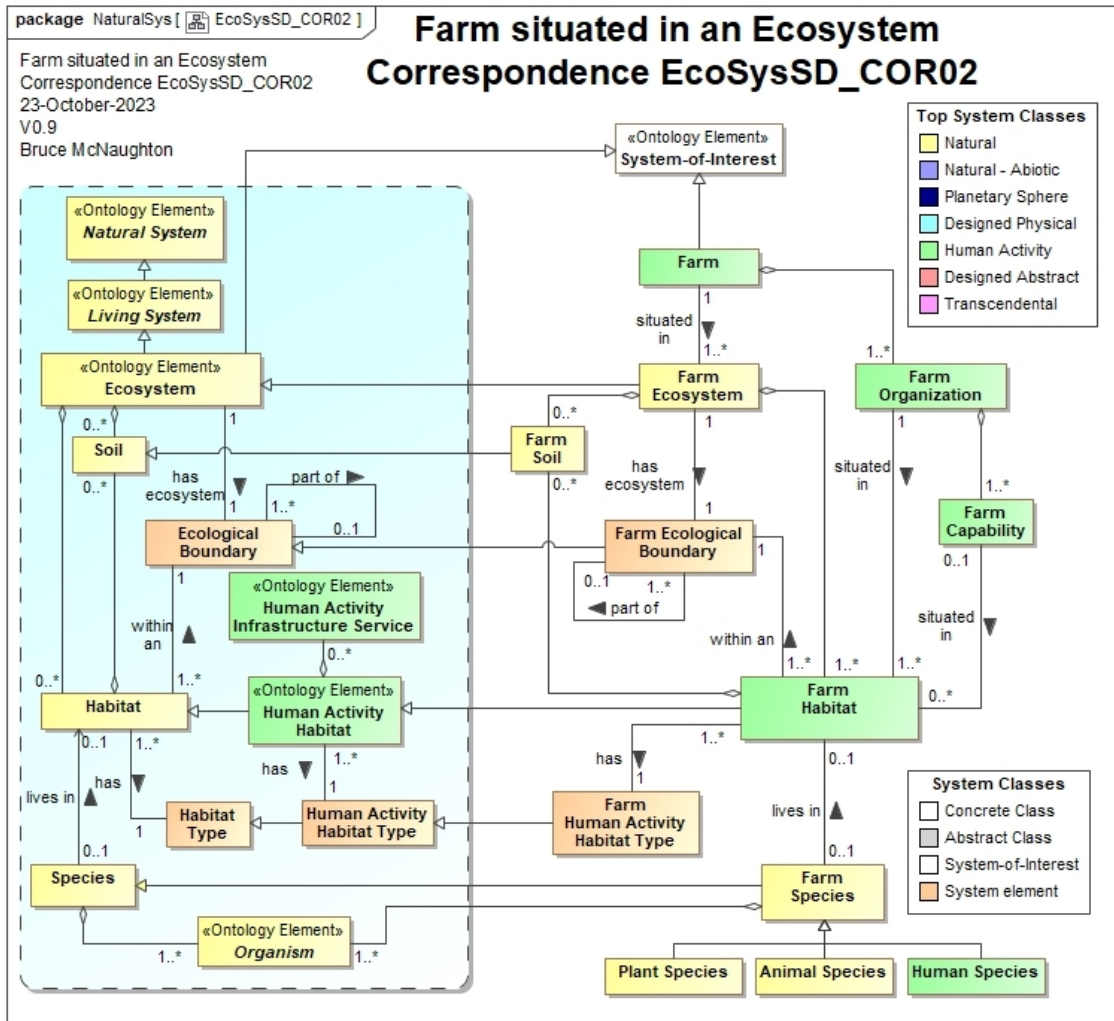 package NaturalSys [ EcoSysSD_COR02 ]
Farm situated in an Ecosystem
Correspondence EcoSysSD_COR02
Farm situated in an Ecosystem
Correspondence EcoSysSD_COR02
23-October-2023
V0.9
Bruce McNaughton
Top System Classes
Natural
Natural - Abiotic
Planetary Sphere
Designed Physical
Human Activity
Designed Abstract
Transcendental
«Ontology Element»
System-of-Interest
«Ontology Element»
Natural System
«Ontology Element»
Living System
«Ontology Element»
Ecosystem
Farm
1
situated
in
1..*
Farm
Ecosystem
1..*
Farm
Organization
0..*
Soil
0..*
1
has
ecosystem
1
part of
1..*
0..1
Ecological
Boundary
1
0..*
Farm
Soil
0..*
1
has
ecosystem
1
Farm Ecological
Boundary
1
0..1
1..*
part of
1
situated
in
1..*
Farm
Capability
0..1
situated
in
«Ontology Element»
Human Activity
Infrastructure Service
0..*
within
an
0..*
1..*
within an
1..*
1..*
1..*
0..*
Habitat
«Ontology Element»
Human Activity
Habitat
Farm
Habitat
0..1
1..*
has
1
lives in
0..1
1..*
has
1
1..*
has
1
0..1
lives in
0..1
Habitat
Type
Human Activity
Habitat Type
Farm
Human Activity
Habitat Type
System Classes
Concrete Class
Abstract Class
System-of-Interest
System element
Species
Farm
Species
1..*
«Ontology Element»
Organism
1..*
Plant Species
Animal Species
Human Species